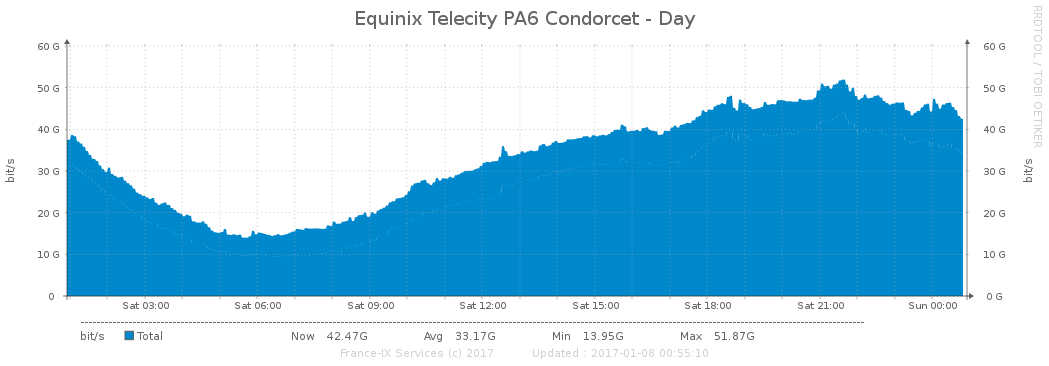 Equinix Telecity PA6 Condorcet - Day
RRDTOOL / TOBI OETIKER
60 G 60 G
50 G 50 G
40 G 40 G
30 G 30 G
20 G 20 G
10 G 10 G
0 0 G
bit/s
bit/s
Sat 03:00 Sat 06:00 Sat 09:00 Sat 12:00 Sat 15:00 Sat 18:00 Sat 21:00 Sun 00:00
bit/s Total Now 42.47G Avg 33.17G Min 13.95G Max 51.87G
France-IX Services (c) 2017 Updated : 2017-01-08 00:55:10